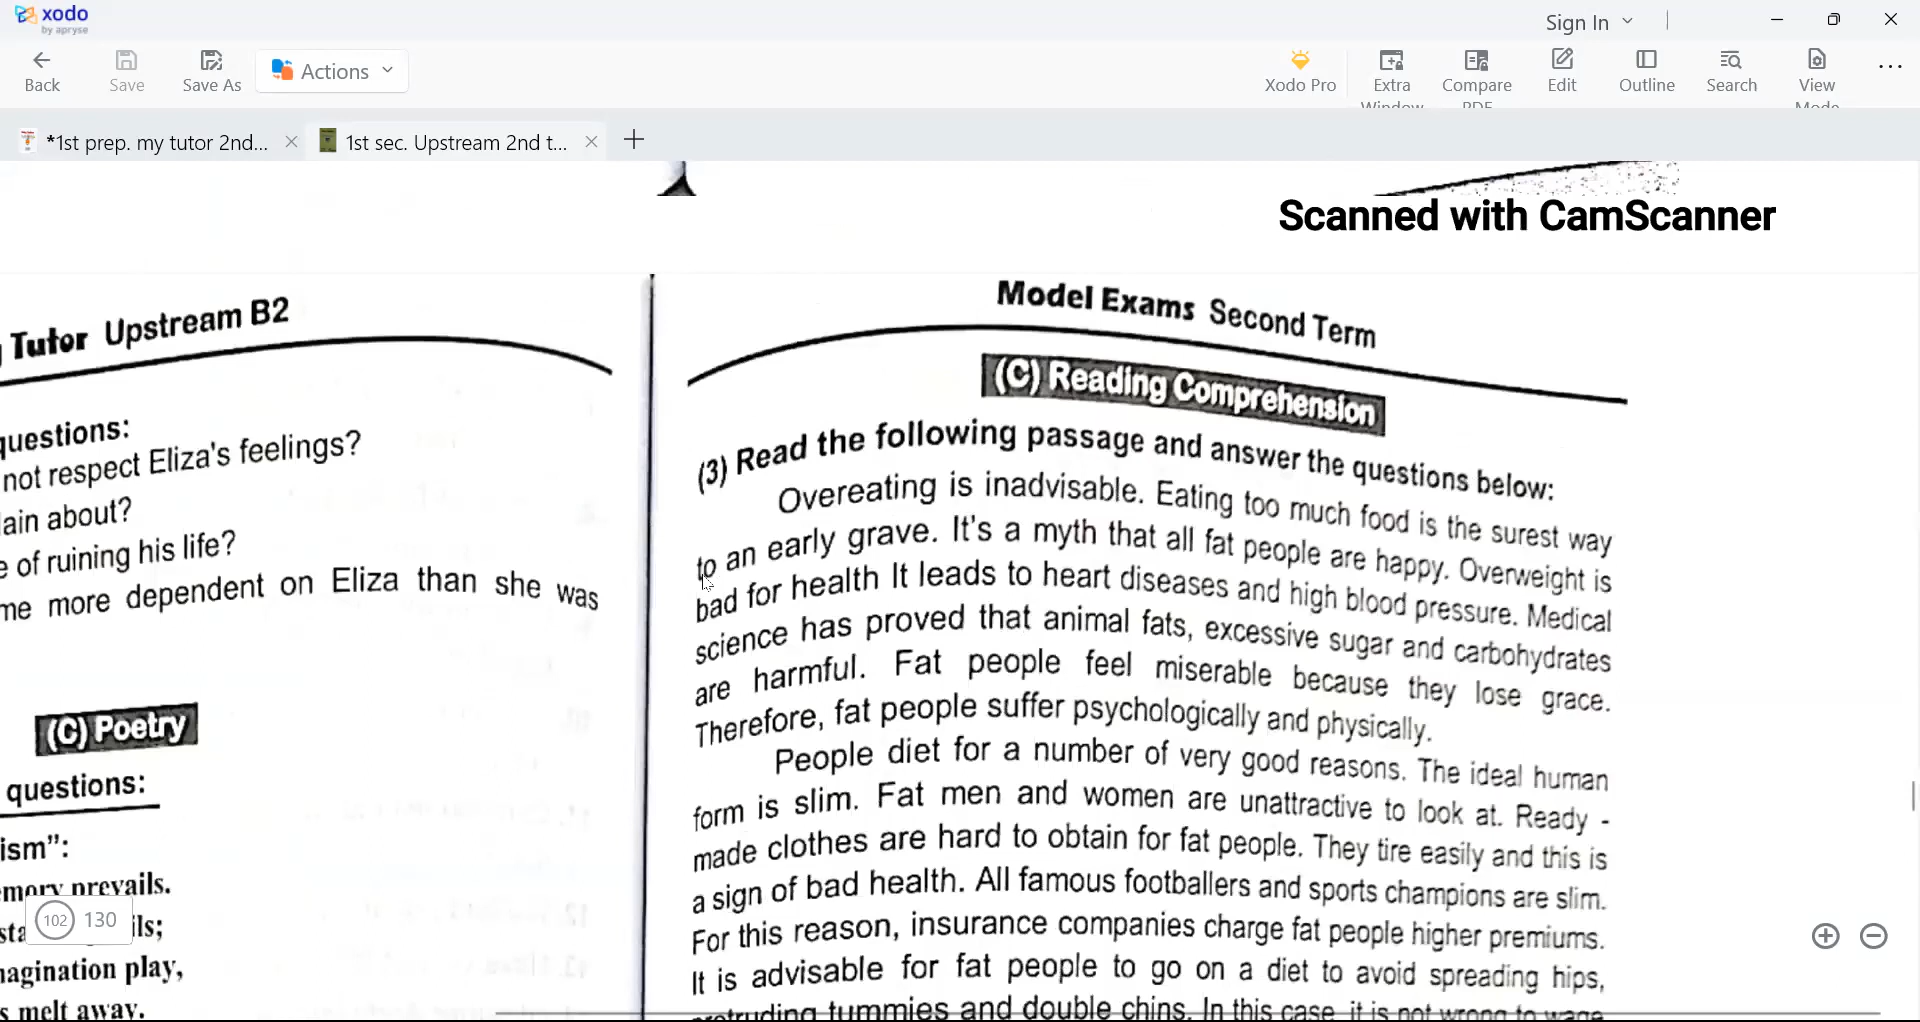 xodo
by apryse
Sign In
Back
Save
Save As
Actions
Xodo Pro
Extra
Window
Compare
PDF
Edit
Outline
Search
View
Mode
*1st prep. my tutor 2nd...
1st sec. Upstream 2nd t...
Scanned with CamScanner
Tutor Upstream B2
questions:
not respect Eliza's feelings?
ain about?
e of ruining his life?
me more dependent on Eliza than she was
(C) Poetry
questions:
ism":
mory prevails.
sta ils;
agination play,
s melt away.
102 130
Model Exams Second Term
(C) Reading Comprehension
(3) Read the following passage and answer the questions below:
Overeating is inadvisable. Eating too much food is the surest way
to an early grave. It's a myth that all fat people are happy. Overweight is
bad for health It leads to heart diseases and high blood pressure. Medical
science has proved that animal fats, excessive sugar and carbohydrates
are harmful. Fat people feel miserable because they lose grace.
Therefore, fat people suffer psychologically and physically.
People diet for a number of very good reasons. The ideal human
form is slim. Fat men and women are unattractive to look at. Ready -
made clothes are hard to obtain for fat people. They tire easily and this is
a sign of bad health. All famous footballers and sports champions are slim.
For this reason, insurance companies charge fat people higher premiums.
It is advisable for fat people to go on a diet to avoid spreading hips,
protruding tummies and double chins. In this case, it is not wrong to wage